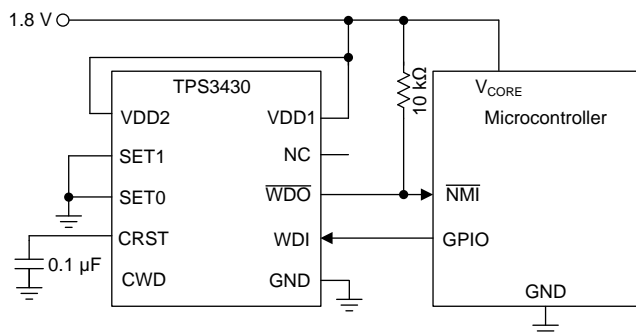 1.8 V
TPS3430
VDD2
VDD1
SET1
NC
SET0
WDO
CRST
WDI
CWD
GND
0.1 µF
10 kΩ
VCORE
Microcontroller
NMI
GPIO
GND